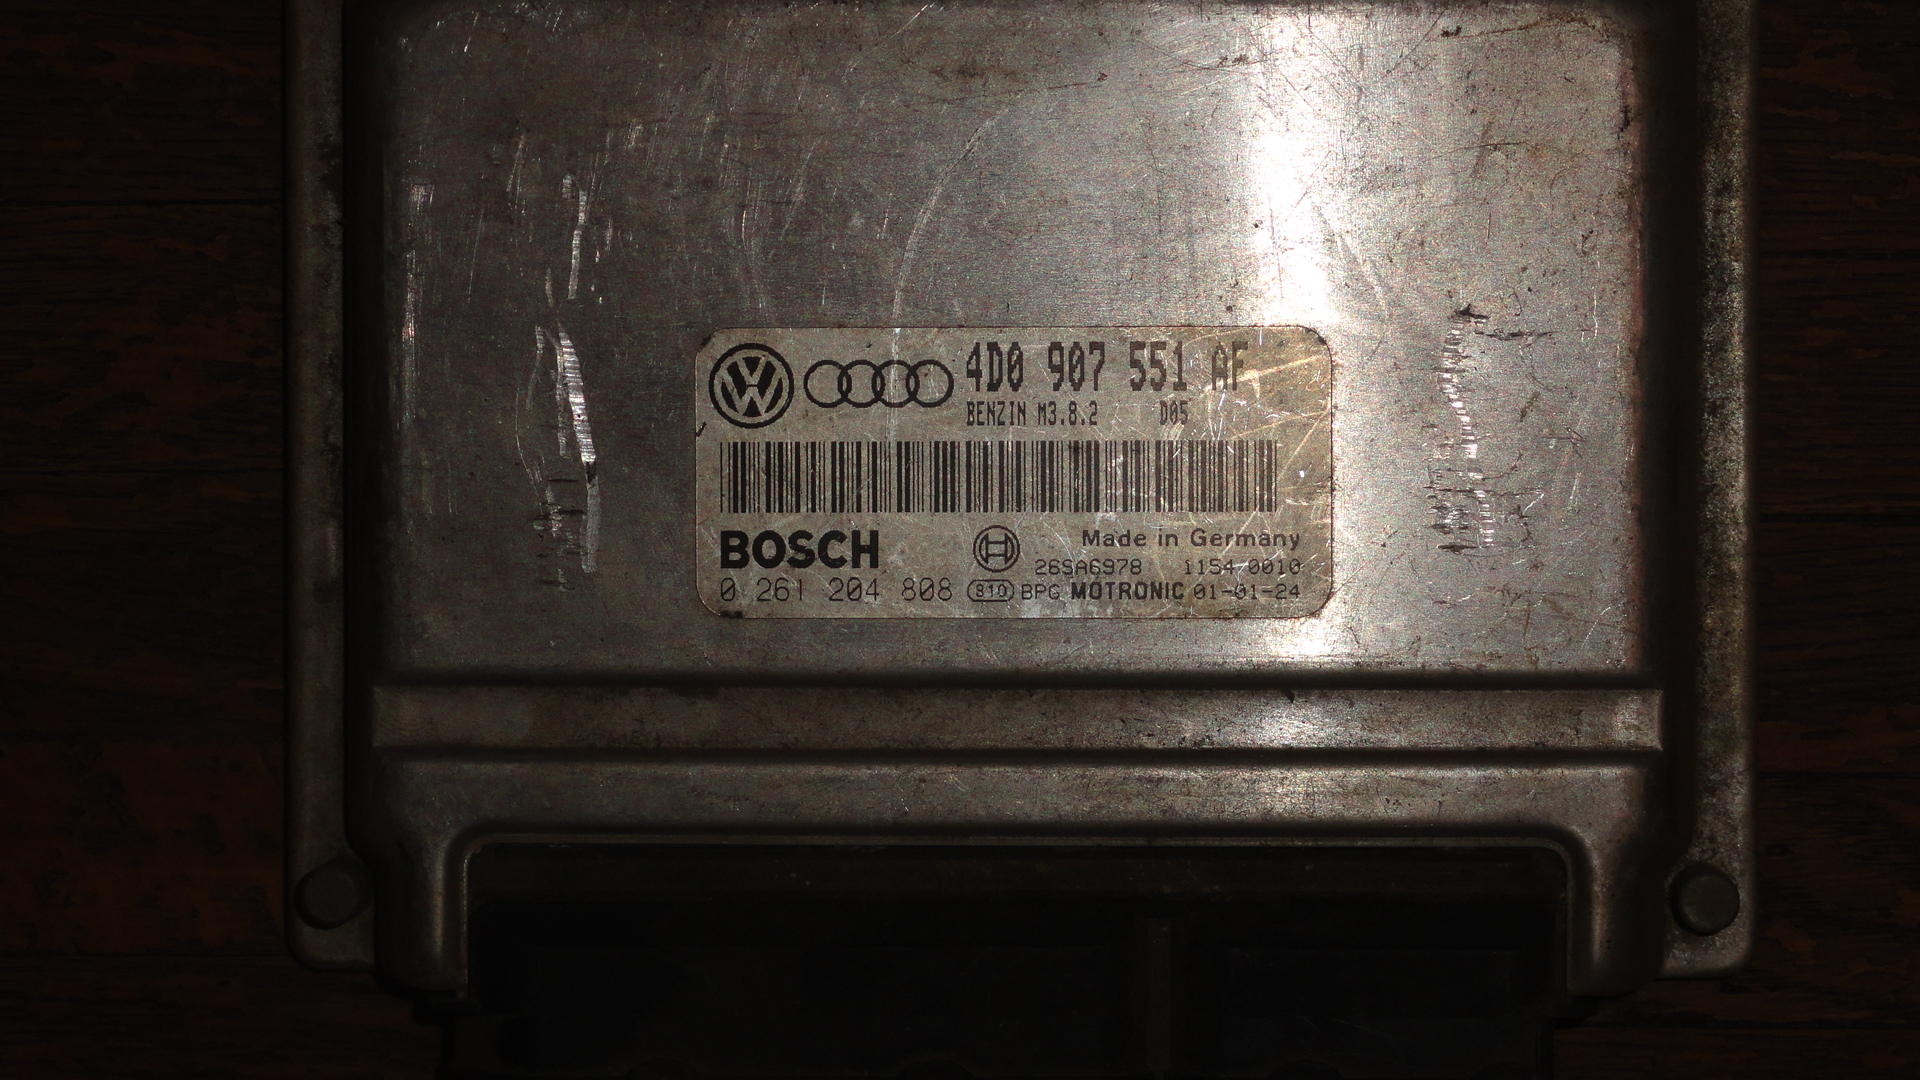 4D0 907 551 AF
BENZIN M3.8.2 D05
BOSCH
Made in Germany
26SA6978 1154 0010
0 261 204 808 810 BPG MOTRONIC 01-01-24